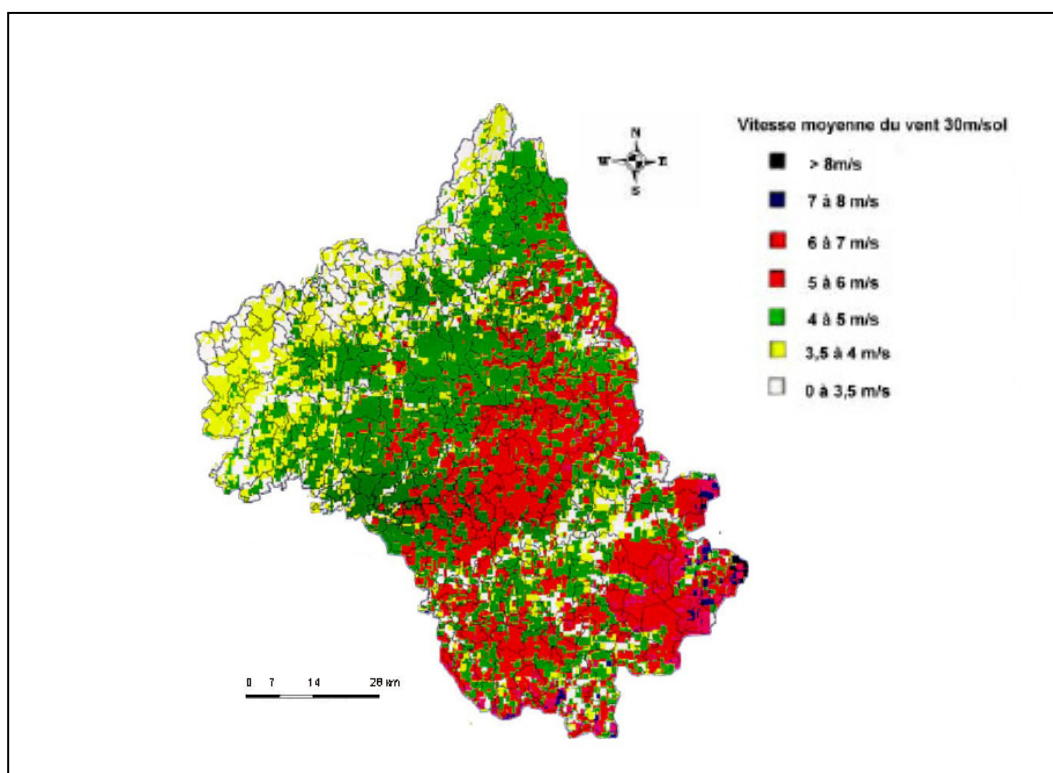 Vitesse moyenne du vent 30m/sol
N
W E
S
> 8m/s
7 à 8 m/s
6 à 7 m/s
5 à 6 m/s
4 à 5 m/s
3,5 à 4 m/s
0 à 3,5 m/s
0 7 14 28 km